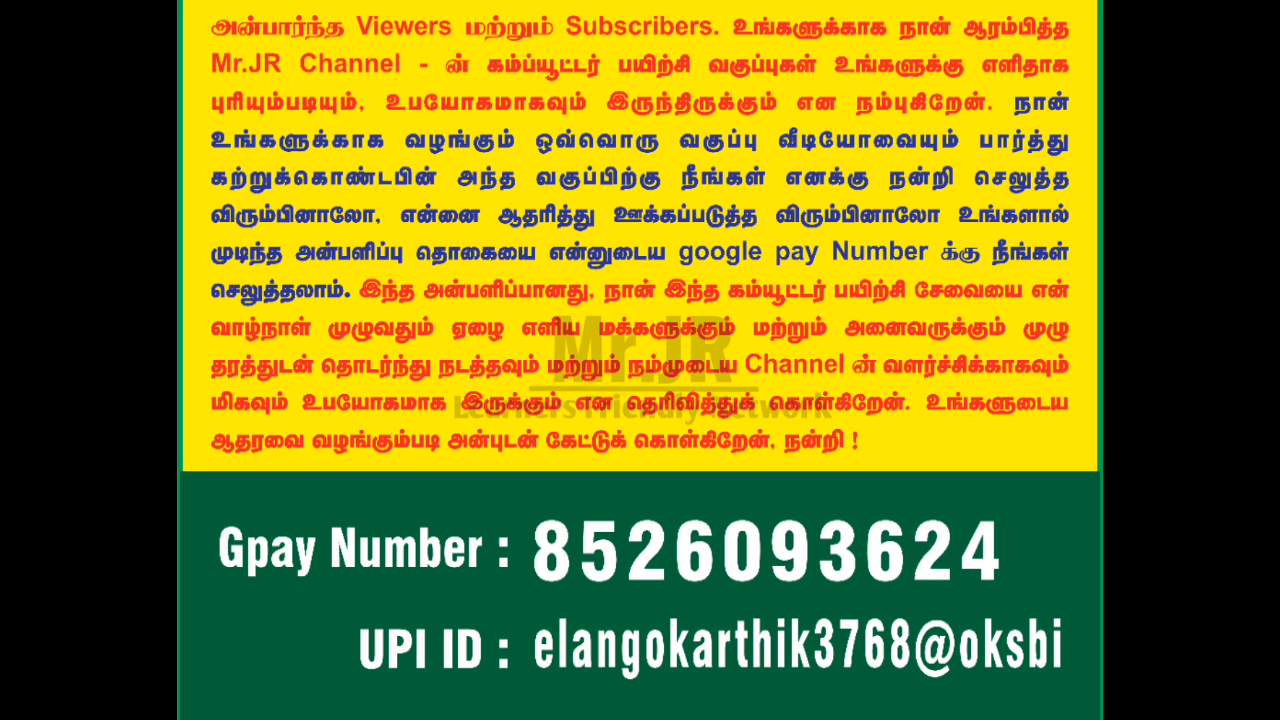 அன்பார்ந்த Viewers மற்றும் Subscribers. உங்களுக்காக நான் ஆரம்பித்த
Mr.JR Channel - ன் கம்ப்யூட்டர் பயிற்சி வகுப்புகள் உங்களுக்கு எளிதாக
புரியும்படியும், உபயோகமாகவும் இருந்திருக்கும் என நம்புகிறேன். நான்
உங்களுக்காக வழங்கும் ஒவ்வொரு வகுப்பு வீடியோவையும் பார்த்து
கற்றுக்கொண்டபின் அந்த வகுப்பிற்கு நீங்கள் எனக்கு நன்றி செலுத்த
விரும்பினாலோ, என்னை ஆதரித்து ஊக்கப்படுத்த விரும்பினாலோ உங்களால்
முடிந்த அன்பளிப்பு தொகையை என்னுடைய google pay Number க்கு நீங்கள்
செலுத்தலாம். இந்த அன்பளிப்பானது, நான் இந்த கம்யூட்டர் பயிற்சி சேவையை என்
வாழ்நாள் முழுவதும் ஏழை எளிய மக்களுக்கும் மற்றும் அனைவருக்கும் முழு
தரத்துடன் தொடர்ந்து நடத்தவும் மற்றும் நம்முடைய Channel ன் வளர்ச்சிக்காகவும்
மிகவும் உபயோகமாக இருக்கும் என தெரிவித்துக் கொள்கிறேன். உங்களுடைய
ஆதரவை வழங்கும்படி அன்புடன் கேட்டுக் கொள்கிறேன், நன்றி !
Mr.JR
Learners Friendly Network
Gpay Number : 8526093624
UPI ID : elangokarthik3768@oksbi